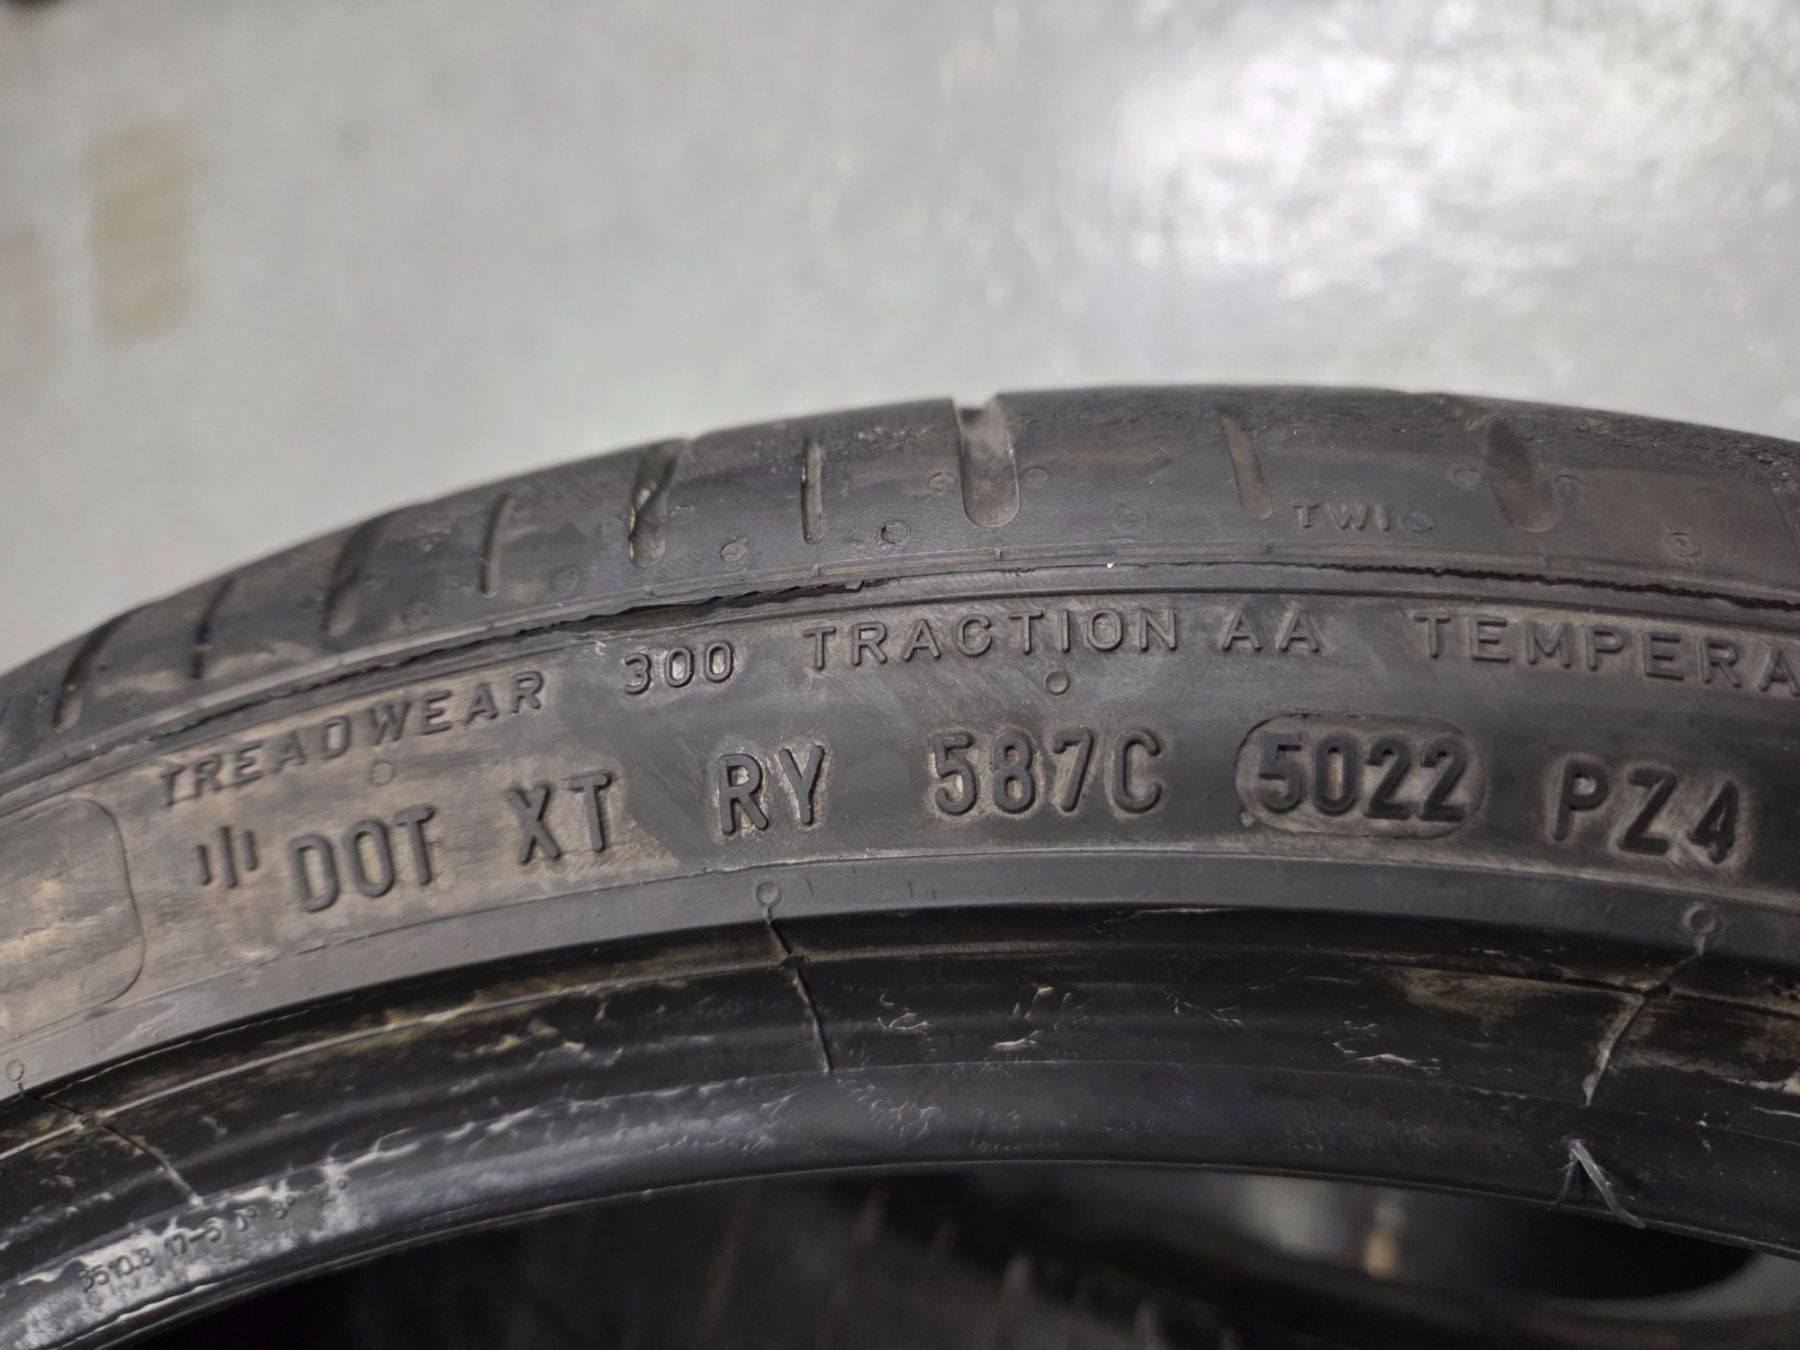 TWI
TREADWEAR 300 TRACTION AA TEMPERA
DOT XT RY 587C 5022 PZ4